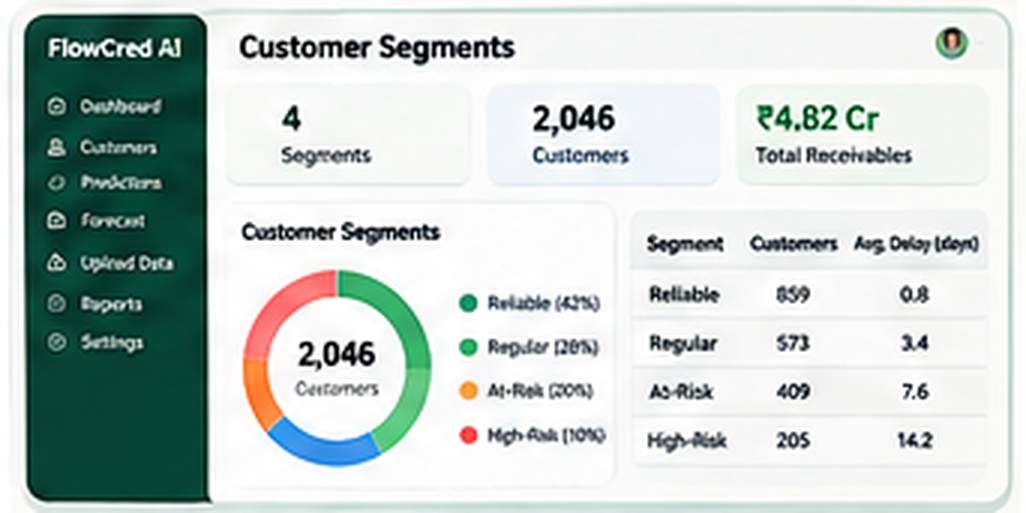 FlowCred AI
Dashboard
Customers
Predictions
Forecast
Upload Data
Reports
Settings
Customer Segments
4
Segments
2,046
Customers
₹4.82 Cr
Total Receivables
Customer Segments
2,046
Customers
Reliable (42%)
Regular (28%)
At-Risk (20%)
High-Risk (10%)
Segment Customers Avg. Delay (days)
Reliable 859 0.8
Regular 573 3.4
At-Risk 409 7.6
High-Risk 205 14.2